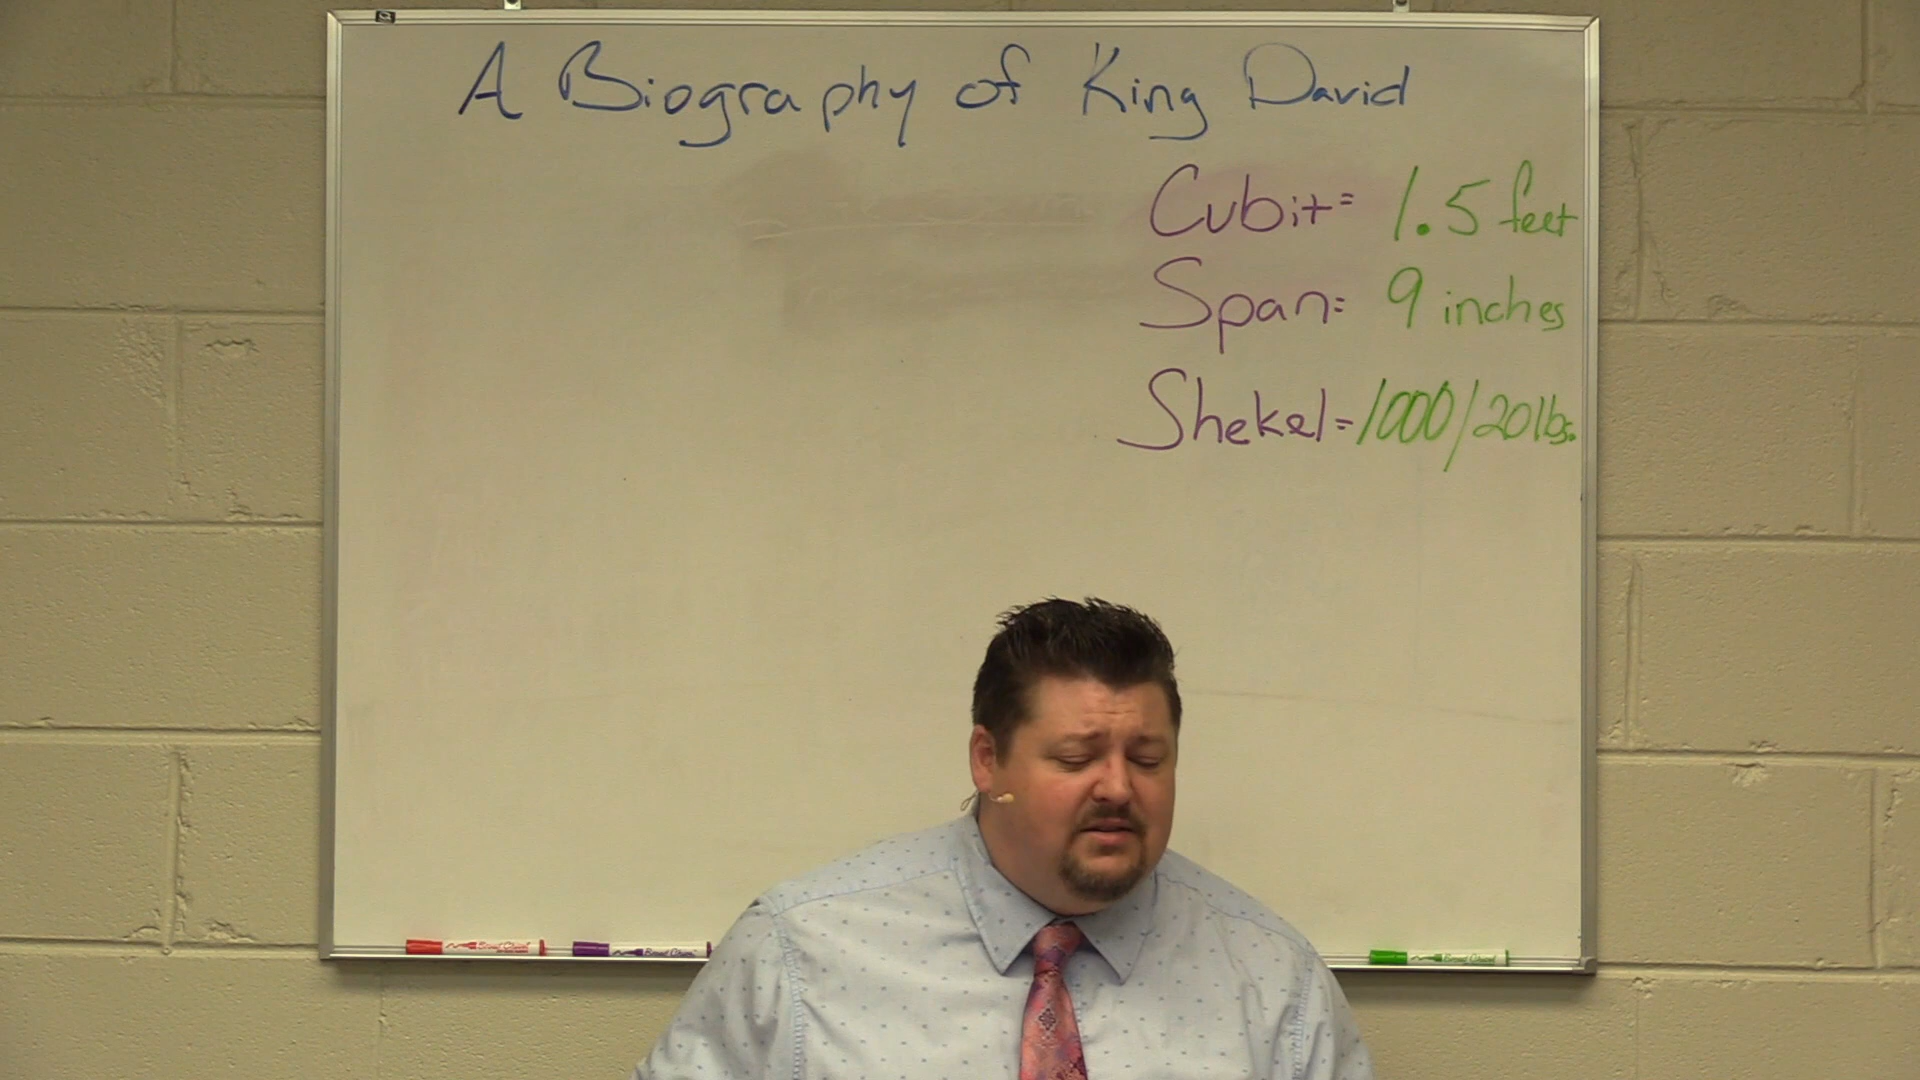 A Biography of King David
Cubit= 1.5 feet
Span= 9 inches
Shekel=1000/20lbs.